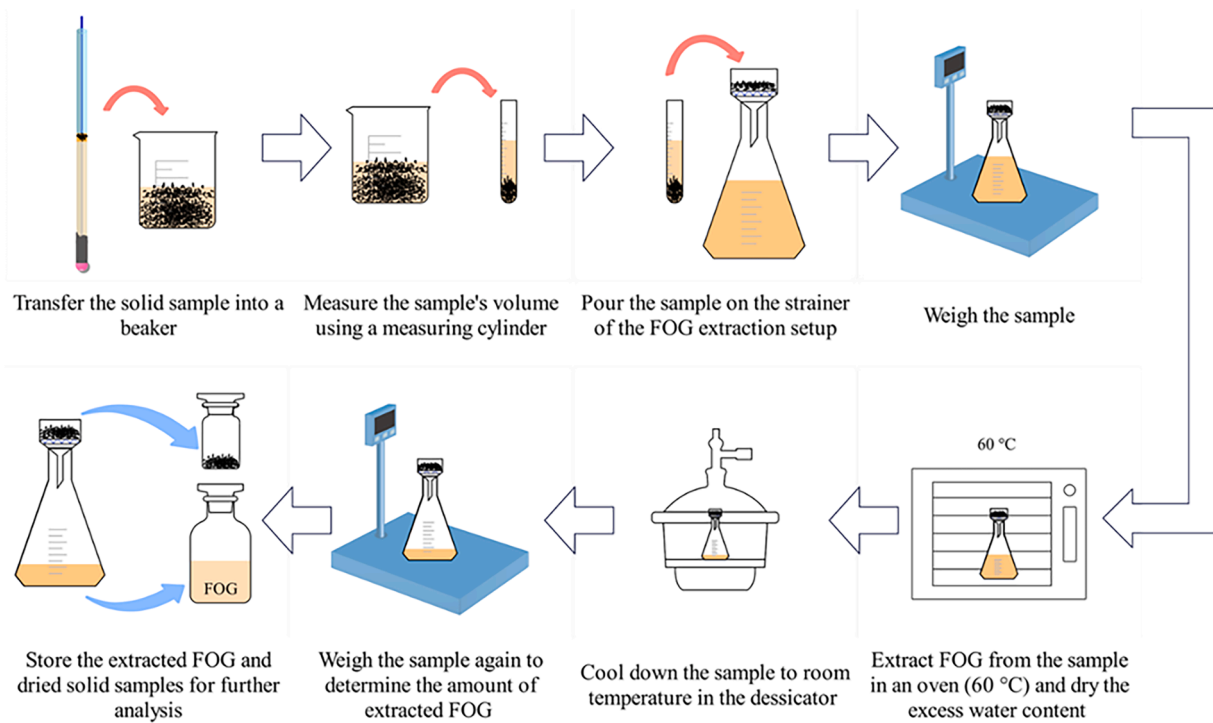 Transfer the solid sample into a
beaker
Measure the sample's volume
using a measuring cylinder
Pour the sample on the strainer
of the FOG extraction setup
Weigh the sample
60 °C
FOG
Store the extracted FOG and
dried solid samples for further
analysis
Weigh the sample again to
determine the amount of
extracted FOG
Cool down the sample to room
temperature in the dessicator
Extract FOG from the sample
in an oven (60 °C) and dry the
excess water content